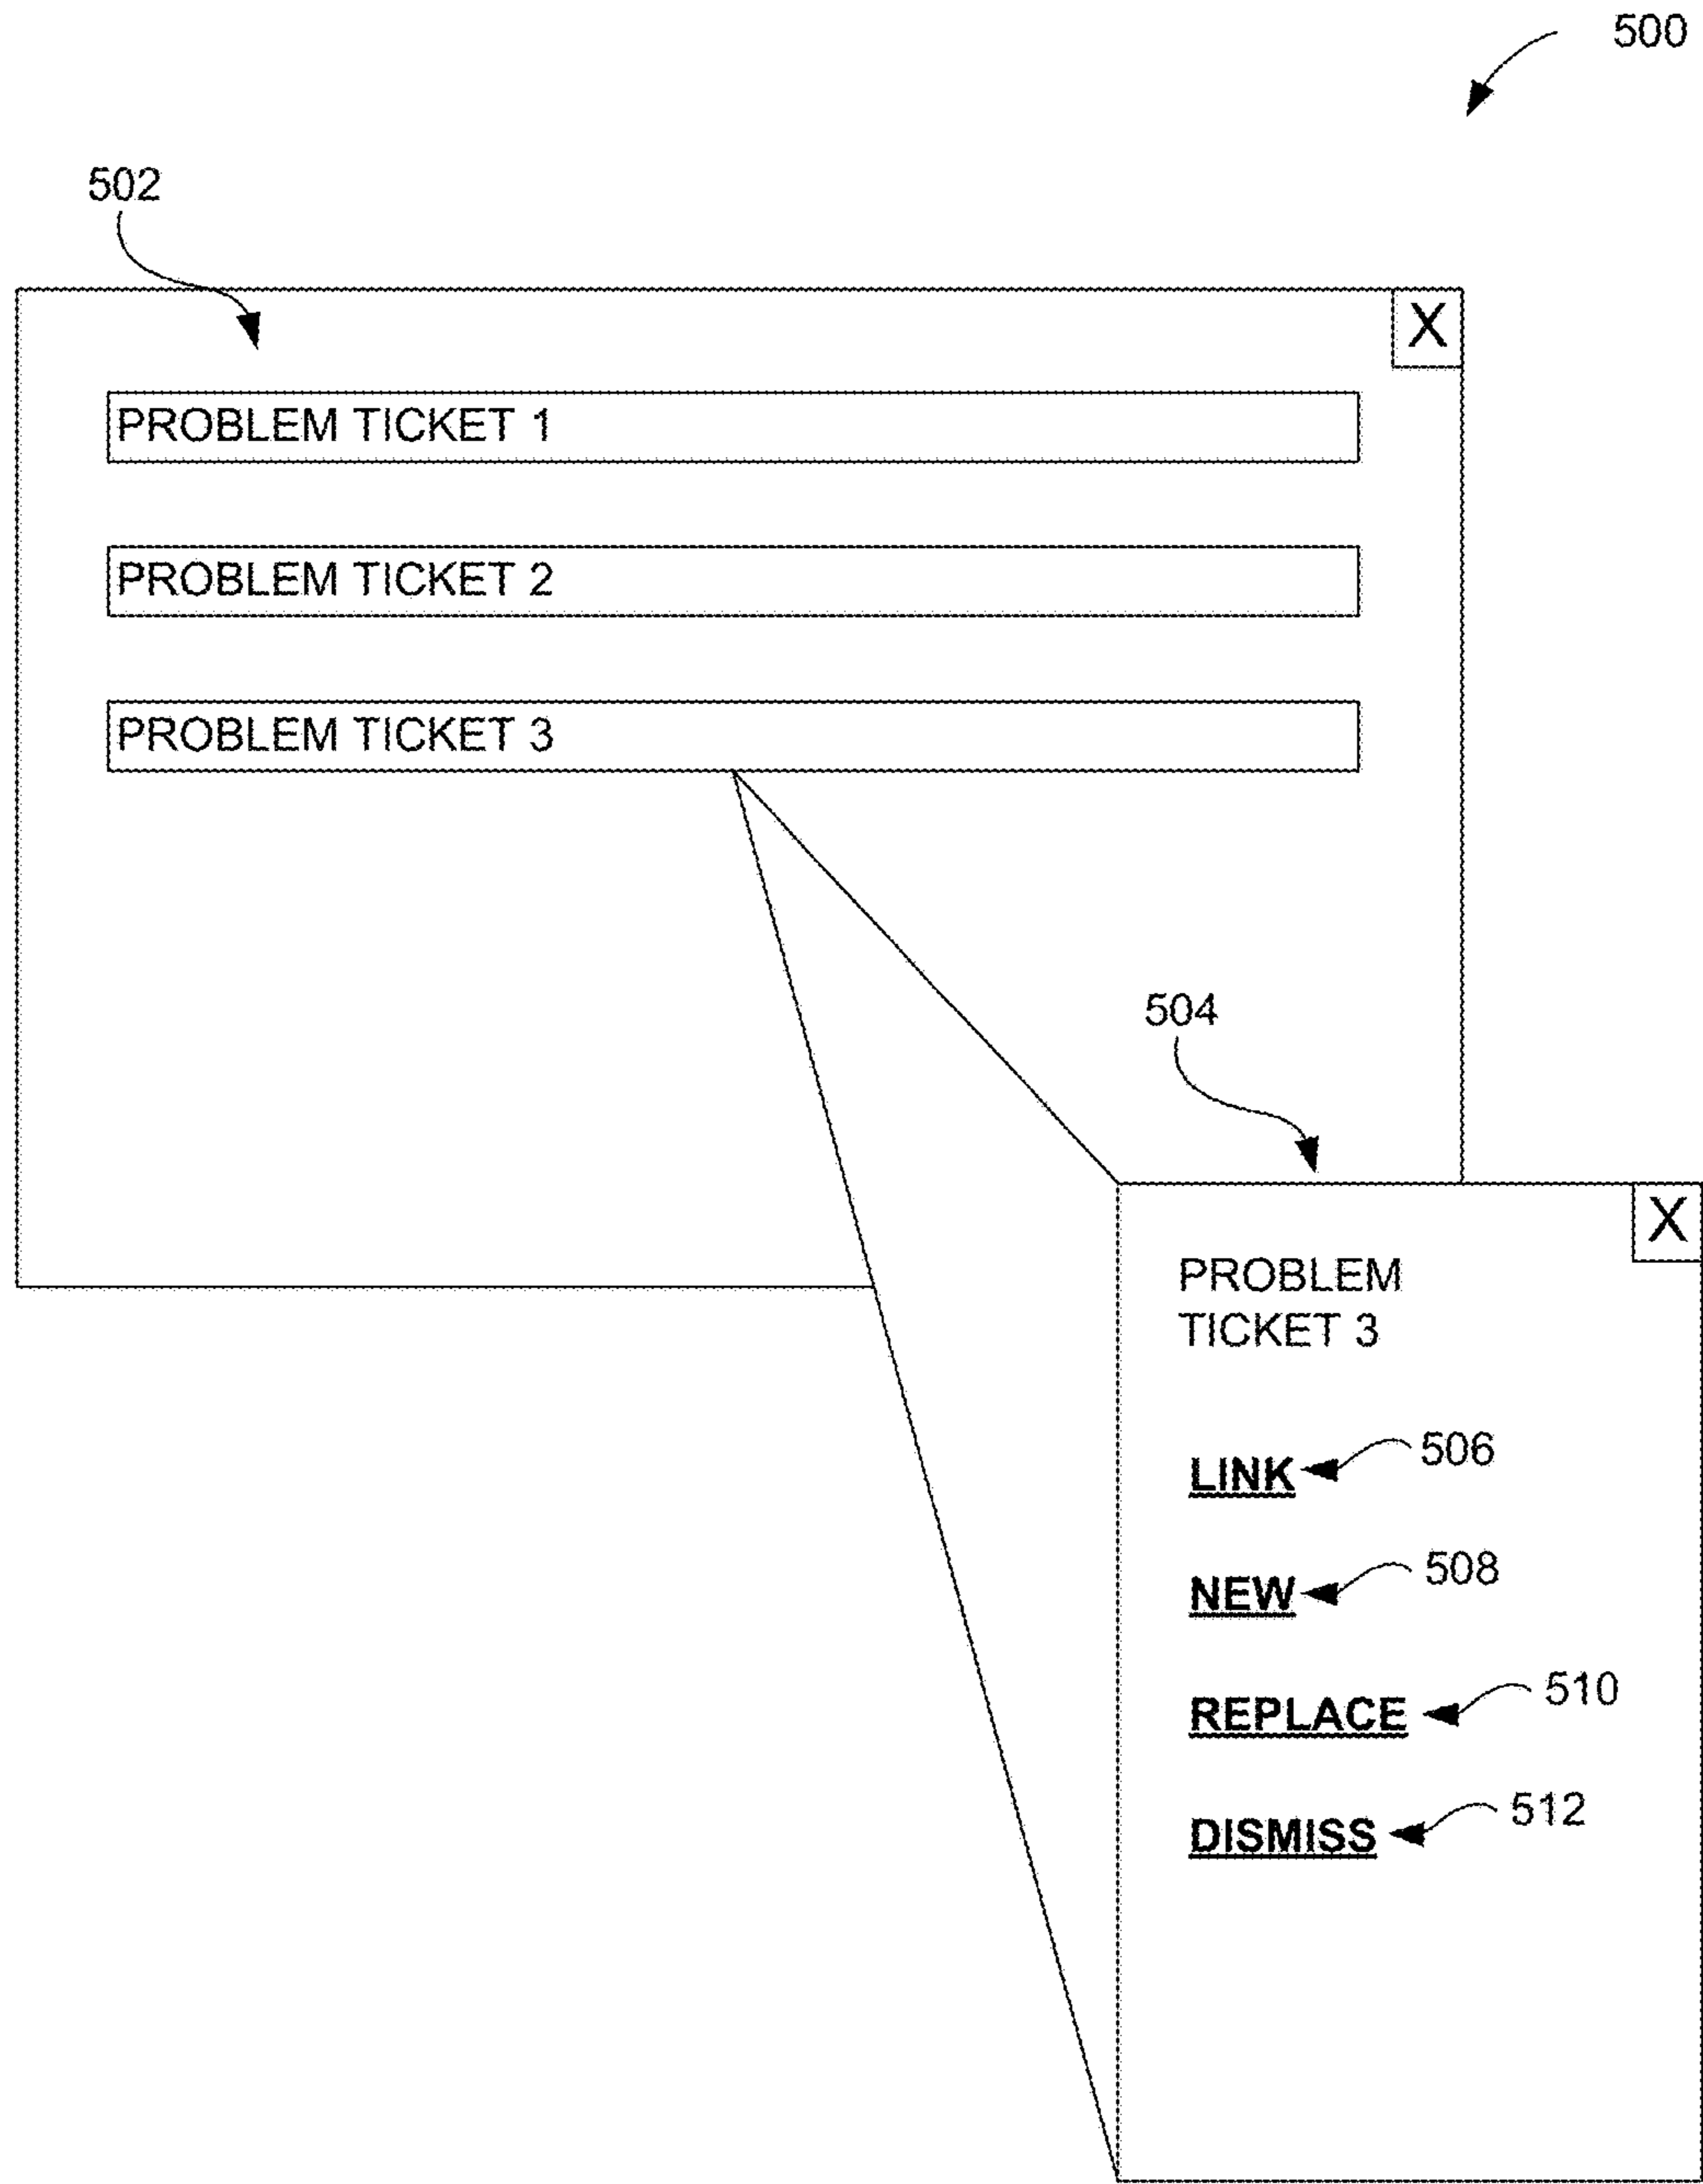 500
502
X
PROBLEM TICKET 1
PROBLEM TICKET 2
PROBLEM TICKET 3
504
X
PROBLEM
TICKET 3
LINK 506
NEW 508
REPLACE 510
DISMISS 512